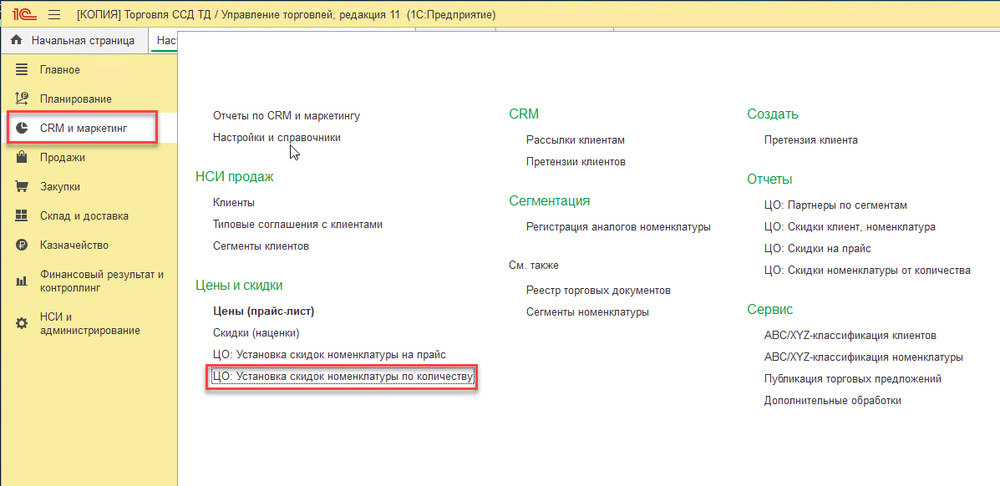 1С [КОПИЯ] Торговля ССД ТД / Управление торговлей, редакция 11 (1С:Предприятие)
Начальная страница
Нас
Главное
Планирование
CRM и маркетинг
Продажи
Закупки
Склад и доставка
Казначейство
Финансовый результат и
контроллинг
НСИ и
администрирование
Отчеты по CRM и маркетингу
Настройки и справочники
НСИ продаж
Клиенты
Типовые соглашения с клиентами
Сегменты клиентов
Цены и скидки
Цены (прайс-лист)
Скидки (наценки)
ЦО: Установка скидок номенклатуры на прайс
ЦО: Установка скидок номенклатуры по количеству
CRM
Рассылки клиентам
Претензии клиентов
Сегментация
Регистрация аналогов номенклатуры
См. также
Реестр торговых документов
Сегменты номенклатуры
Создать
Претензия клиента
Отчеты
ЦО: Партнеры по сегментам
ЦО: Скидки клиент, номенклатура
ЦО: Скидки на прайс
ЦО: Скидки номенклатуры от количества
Сервис
ABC/XYZ-классификация клиентов
ABC/XYZ-классификация номенклатуры
Публикация торговых предложений
Дополнительные обработки